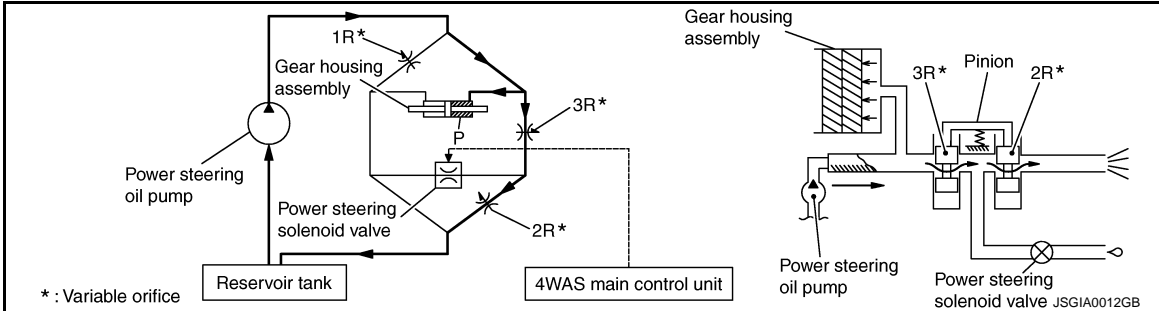 1R*
Gear housing
assembly
3R*
P
Power steering
oil pump
Power steering
solenoid valve
2R*
Reservoir tank
4WAS main control unit
* : Variable orifice
Gear housing
assembly
Pinion
3R*
2R*
Power steering
oil pump
Power steering
solenoid valve
JSGIA0012GB